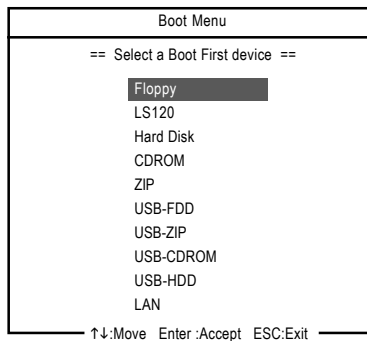 Boot Menu
== Select a Boot First device ==
Floppy
LS120
Hard Disk
CDROM
ZIP
USB-FDD
USB-ZIP
USB-CDROM
USB-HDD
LAN
↑↓:Move Enter :Accept ESC:Exit